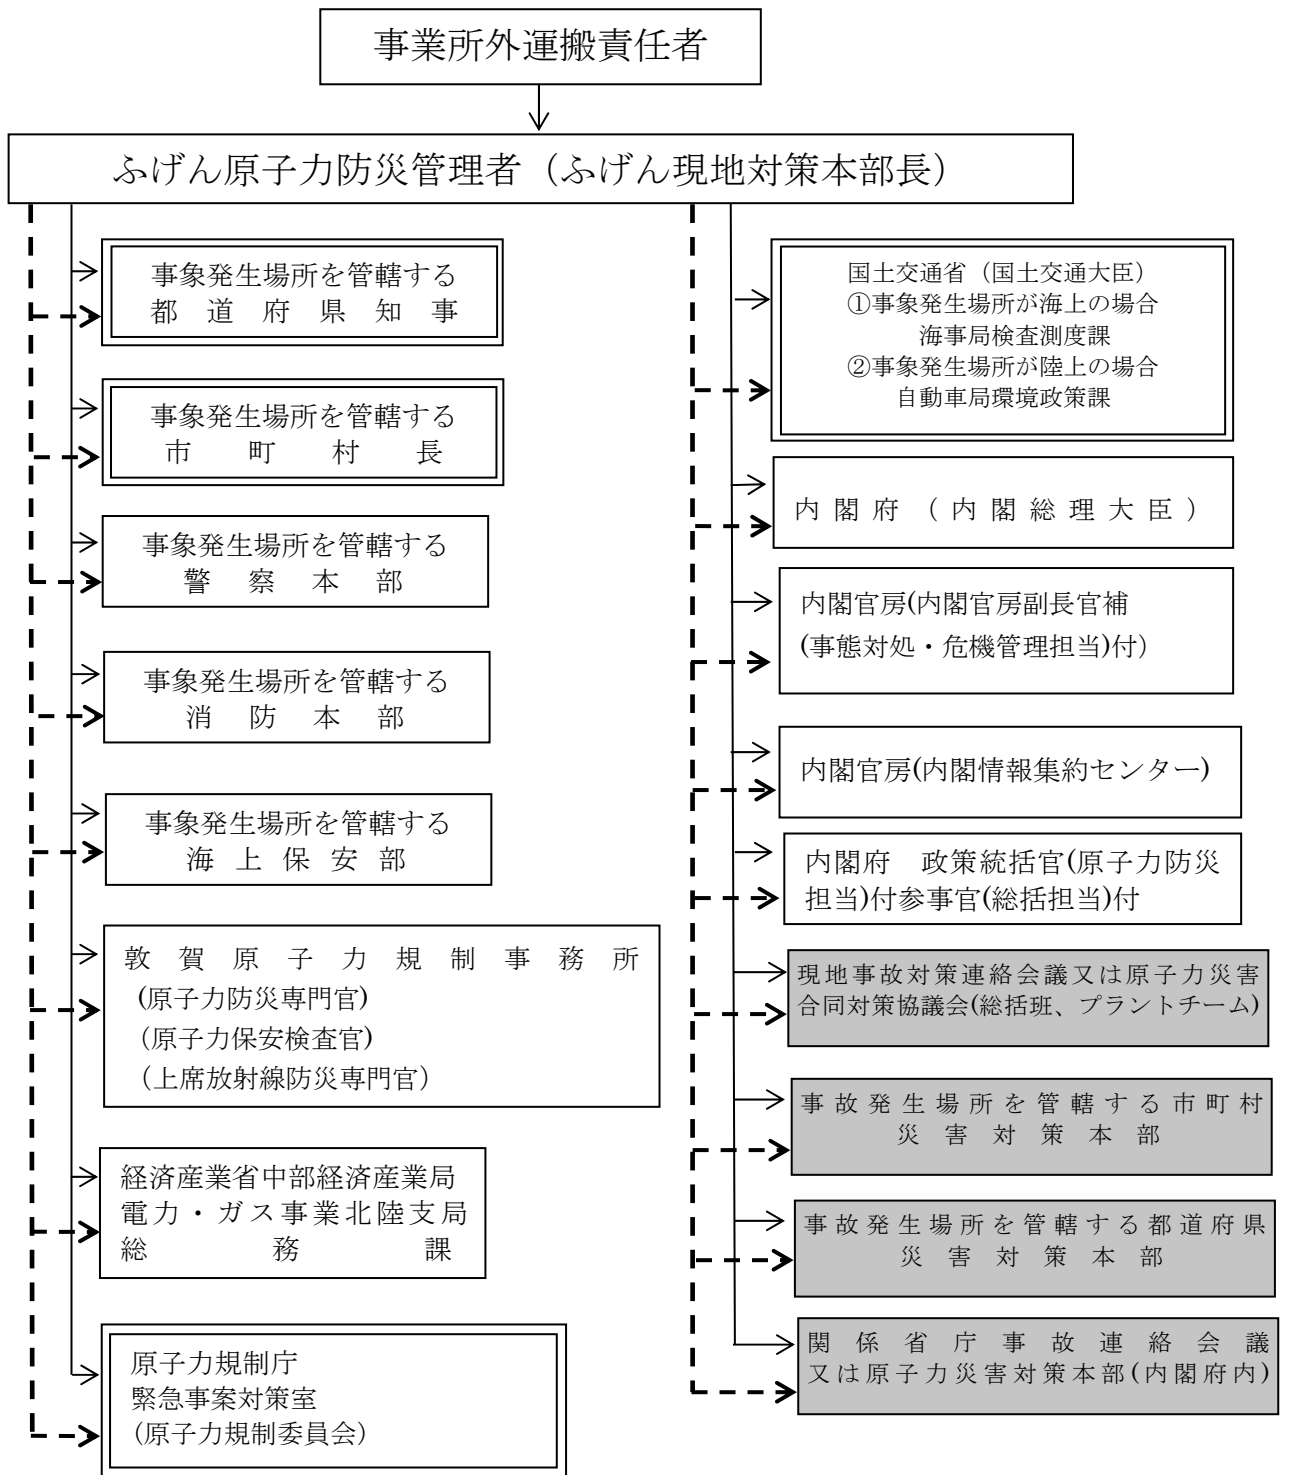 事業所外運搬責任者
ふげん原子力防災管理者（ふげん現地対策本部長）
事象発生場所を管轄する
都道府県知事
事象発生場所を管轄する
市町村長
事象発生場所を管轄する
警察本部
事象発生場所を管轄する
消防本部
事象発生場所を管轄する
海上保安部
敦賀原子力規制事務所
(原子力防災専門官)
(原子力保安検査官)
(上席放射線防災専門官)
経済産業省中部経済産業局
電力・ガス事業北陸支局
総務課
原子力規制庁
緊急事案対策室
(原子力規制委員会)
国土交通省（国土交通大臣）
①事象発生場所が海上の場合
海事局検査測度課
②事象発生場所が陸上の場合
自動車局環境政策課
内閣府（内閣総理大臣）
内閣官房(内閣官房副長官補
(事態対処・危機管理担当)付）
内閣官房(内閣情報集約センター)
内閣府　政策統括官(原子力防災
担当)付参事官(総括担当)付
現地事故対策連絡会議又は原子力災害
合同対策協議会(総括班、プラントチーム)
事故発生場所を管轄する市町村
災害対策本部
事故発生場所を管轄する都道府県
災害対策本部
関係省庁事故連絡会議
又は原子力災害対策本部(内閣府内)